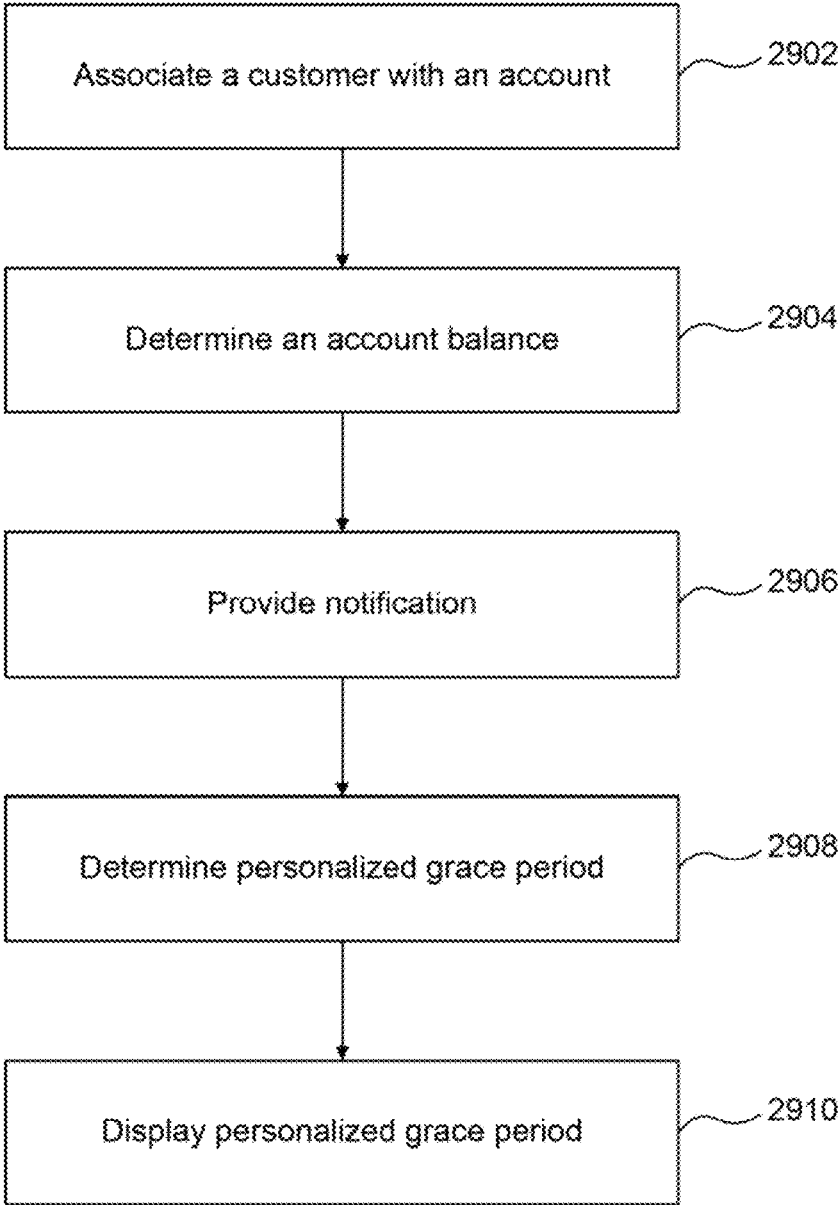 Associate a customer with an account
2902
Determine an account balance
2904
Provide notification
2906
Determine personalized grace period
2908
Display personalized grace period
2910